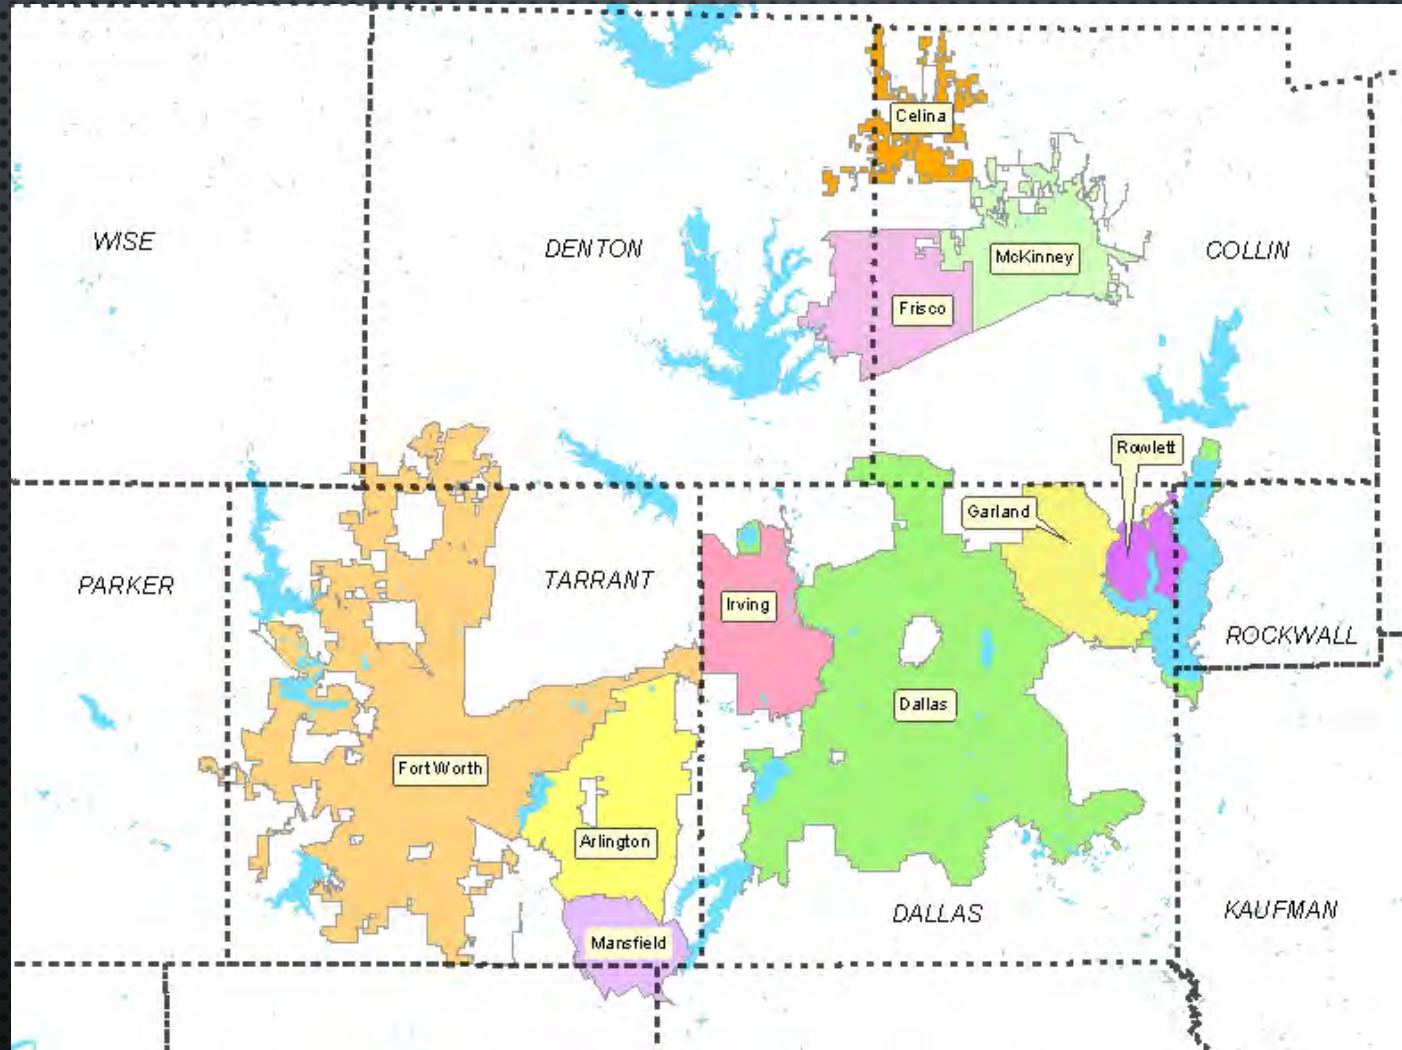 Celina
WISE
DENTON
McKinney
COLLIN
Frisco
Rowlett
Garland
PARKER
TARRANT
Irving
ROCKWALL
Dallas
Fort Worth
Arlington
DALLAS
KAUFMAN
Mansfield